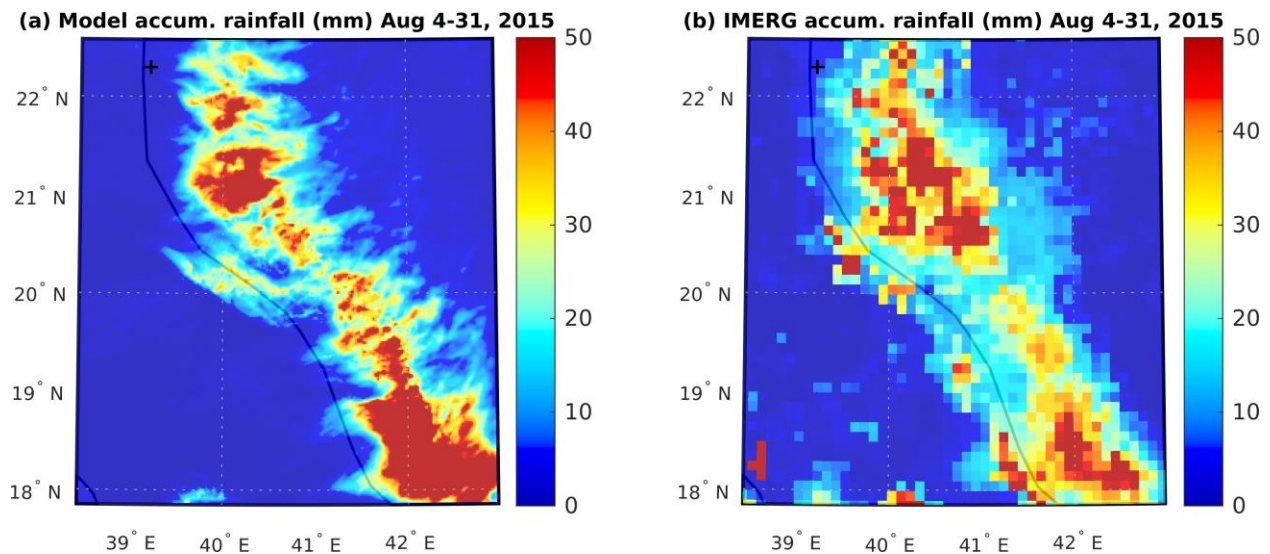 (a) Model accum. rainfall (mm) Aug 4-31, 2015
22° N
21° N
20° N
19° N
18° N
39° E
40° E
41° E
42° E
50
40
30
20
10
0
(b) IMERG accum. rainfall (mm) Aug 4-31, 2015
22° N
21° N
20° N
19° N
18° N
39° E
40° E
41° E
42° E
50
40
30
20
10
0